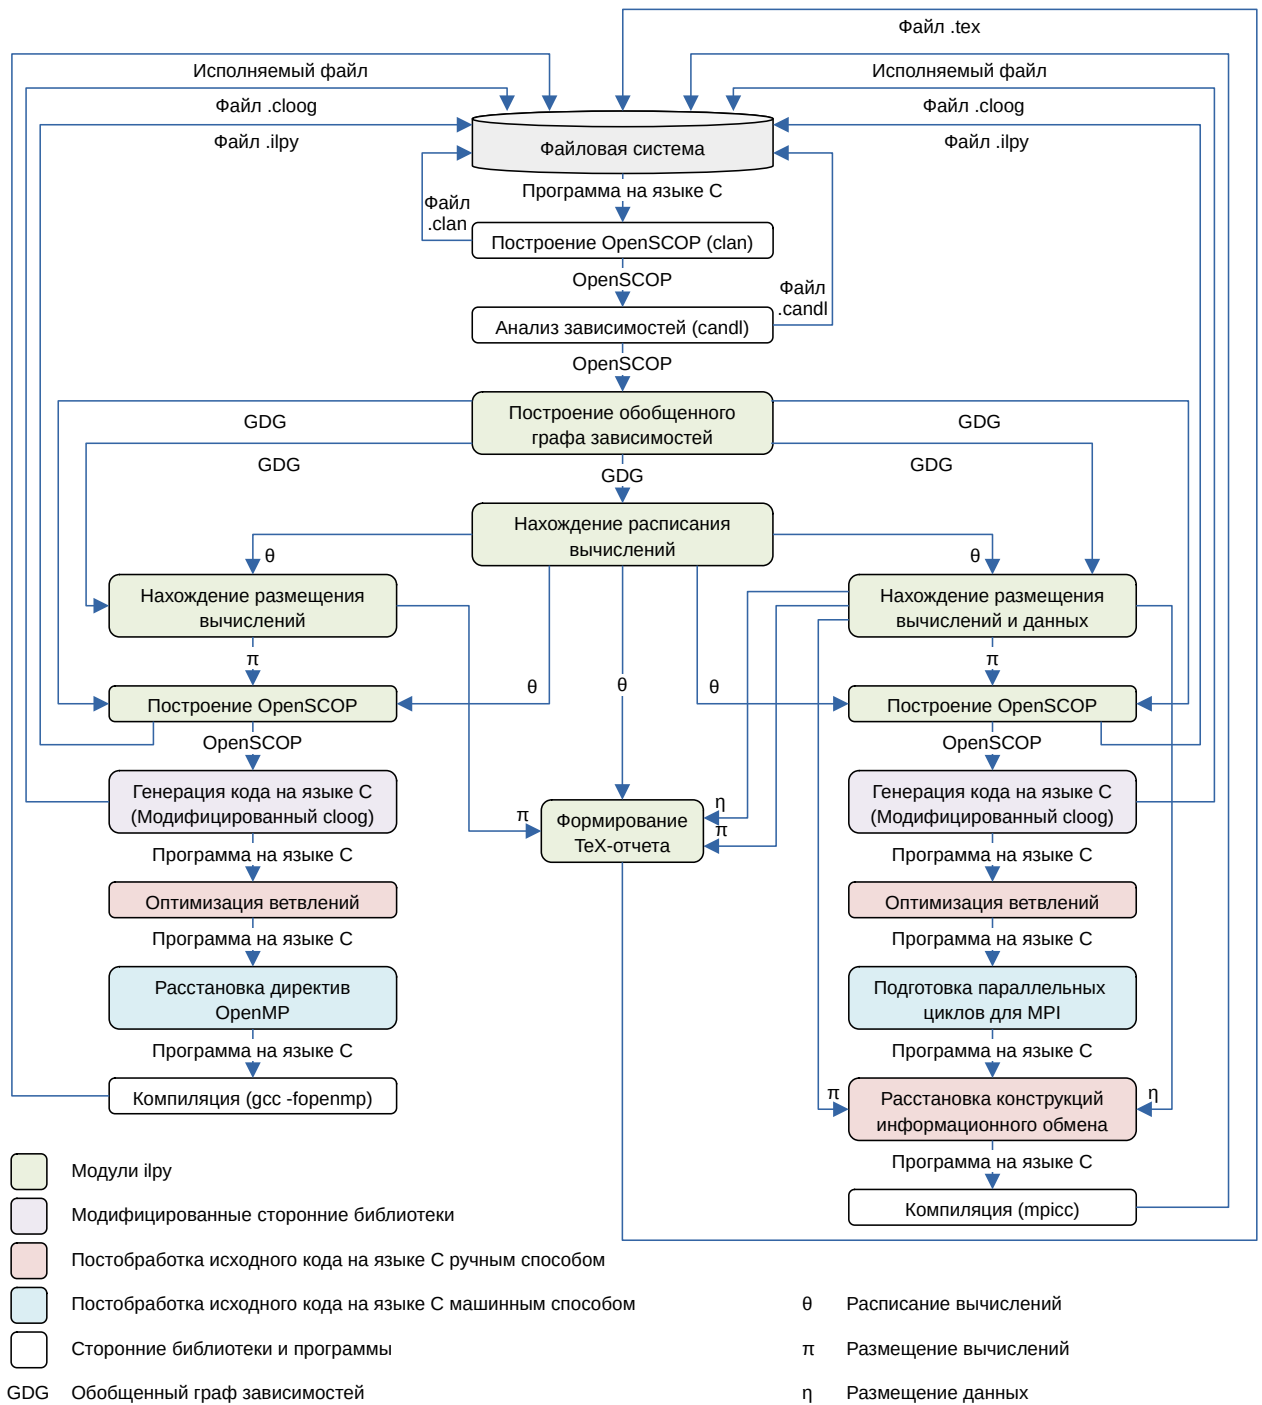 Файл .tex
Исполняемый файл
Исполняемый файл
Файл .cloog
Файл .cloog
Файл .ilpy
Файл .ilpy
Файловая система
Программа на языке C
Файл
.clan
Построение OpenSCOP (clan)
OpenSCOP
Файл
.candl
Анализ зависимостей (candl)
OpenSCOP
Построение обобщенного
графа зависимостей
GDG
GDG
GDG
GDG
GDG
Нахождение расписания
вычислений
θ
θ
Нахождение размещения
вычислений
Нахождение размещения
вычислений и данных
π
π
θ
θ
θ
Построение OpenSCOP
Построение OpenSCOP
OpenSCOP
OpenSCOP
Генерация кода на языке C
(Модифицированный cloog)
Генерация кода на языке C
(Модифицированный cloog)
π
η
π
Формирование
TeX-отчета
Программа на языке C
Программа на языке C
Оптимизация ветвлений
Оптимизация ветвлений
Программа на языке C
Программа на языке C
Расстановка директив
OpenMP
Подготовка параллельных
циклов для MPI
Программа на языке C
Программа на языке C
Компиляция (gcc -fopenmp)
π
η
Расстановка конструкций
информационного обмена
Программа на языке C
Компиляция (mpicc)
Модули ilpy
Модифицированные сторонние библиотеки
Постобработка исходного кода на языке C ручным способом
Постобработка исходного кода на языке C машинным способом
θ Расписание вычислений
Сторонние библиотеки и программы
π Размещение вычислений
GDG Обобщенный граф зависимостей
η Размещение данных